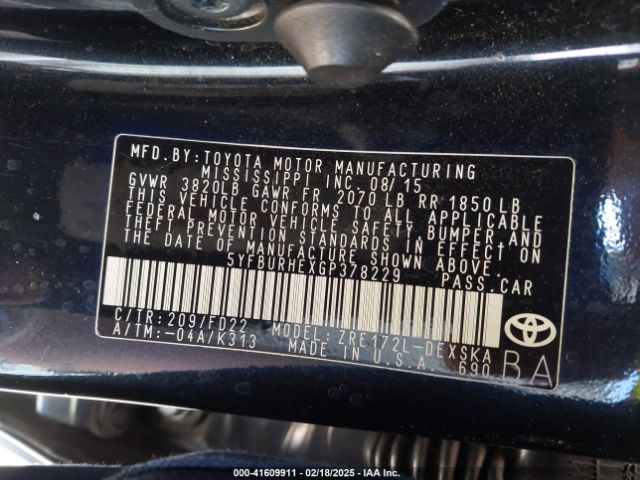 MFD.BY:TOYOTA MOTOR MANUFACTURING
MISSISSIPPI INC. 08/15
GVWR 3820LB GAWR FR 2070 LB RR 1850 LB
THIS VEHICLE CONFORMS TO ALL APPLICABLE
FEDERAL MOTOR VEHICLE SAFETY, BUMPER AND
THEFT PREVENTION STANDARDS IN EFFECT ON
THE DATE OF MANUFACTURE SHOWN ABOVE.
5YFBURHEXGP378229 PASS.CAR
C/TR:209/FD22 MODEL: ZRE172L-DEXSKA
A/TM:-04A/K313 MADE IN U.S.A. 690
BA
000-41609911 - 02/18/2025 - IAA Inc.